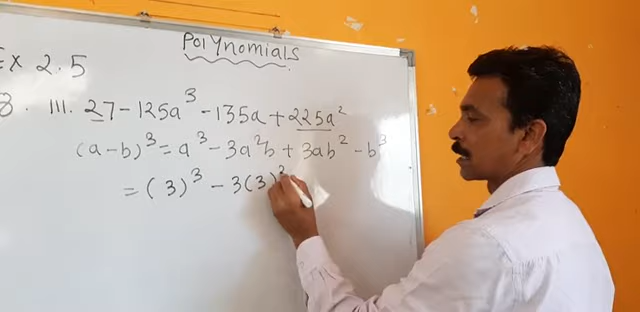 Polynomials
Ex 2.5
8. III. 27 - 125a³ - 135a + 225a²
(a-b)³ = a³ - 3a²b + 3ab² - b³
= (3)³ - 3(3)²